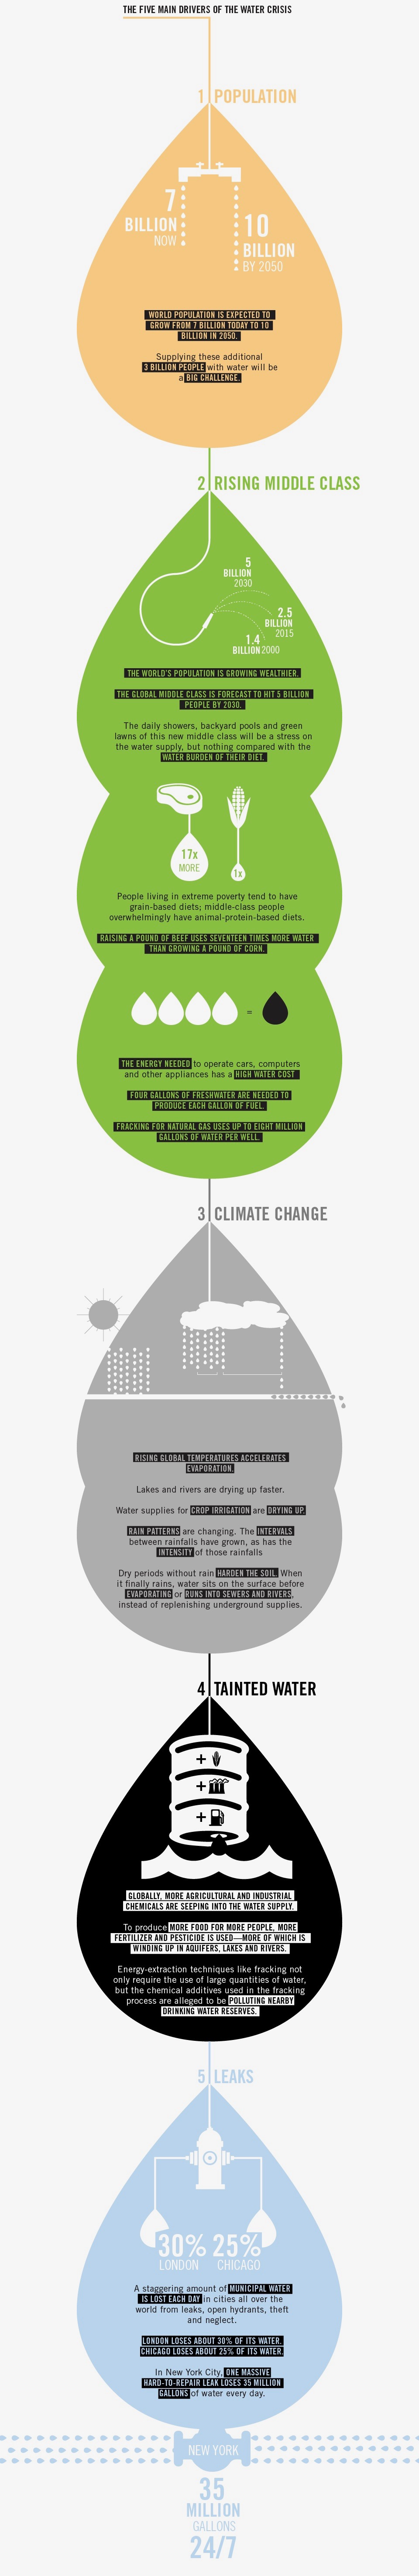 THE FIVE MAIN DRIVERS OF THE WATER CRISIS
1 POPULATION
7
BILLION
NOW
10
BILLION
BY 2050
WORLD POPULATION IS EXPECTED TO
GROW FROM 7 BILLION TODAY TO 10
BILLION IN 2050.
Supplying these additional
3 BILLION PEOPLE with water will be
a BIG CHALLENGE.
2 RISING MIDDLE CLASS
5
BILLION
2030
2.5
BILLION
2015
1.4
BILLION 2000
THE WORLD'S POPULATION IS GROWING WEALTHIER.
THE GLOBAL MIDDLE CLASS IS FORECAST TO HIT 5 BILLION
PEOPLE BY 2030.
The daily showers, backyard pools and green
lawns of this new middle class will be a stress on
the water supply, but nothing compared with the
WATER BURDEN OF THEIR DIET.
17x
MORE
1x
People living in extreme poverty tend to have
grain-based diets; middle-class people
overwhelmingly have animal-protein-based diets.
RAISING A POUND OF BEEF USES SEVENTEEN TIMES MORE WATER
THAN GROWING A POUND OF CORN.
=
THE ENERGY NEEDED to operate cars, computers
and other appliances has a HIGH WATER COST
FOUR GALLONS OF FRESHWATER ARE NEEDED TO
PRODUCE EACH GALLON OF FUEL.
FRACKING FOR NATURAL GAS USES UP TO EIGHT MILLION
GALLONS OF WATER PER WELL.
3 CLIMATE CHANGE
RISING GLOBAL TEMPERATURES ACCELERATES
EVAPORATION.
Lakes and rivers are drying up faster.
Water supplies for CROP IRRIGATION are DRYING UP.
RAIN PATTERNS are changing. The INTERVALS
between rainfalls have grown, as has the
INTENSITY of those rainfalls
Dry periods without rain HARDEN THE SOIL. When
it finally rains, water sits on the surface before
EVAPORATING or RUNS INTO SEWERS AND RIVERS,
instead of replenishing underground supplies.
4 TAINTED WATER
+
+
+
GLOBALLY, MORE AGRICULTURAL AND INDUSTRIAL
CHEMICALS ARE SEEPING INTO THE WATER SUPPLY.
To produce MORE FOOD FOR MORE PEOPLE, MORE
FERTILIZER AND PESTICIDE IS USED—MORE OF WHICH IS
WINDING UP IN AQUIFERS, LAKES AND RIVERS.
Energy-extraction techniques like fracking not
only require the use of large quantities of water,
but the chemical additives used in the fracking
process are alleged to be POLLUTING NEARBY
DRINKING WATER RESERVES.
5 LEAKS
30% 25%
LONDON CHICAGO
A staggering amount of MUNICIPAL WATER
IS LOST EACH DAY in cities all over the
world from leaks, open hydrants, theft
and neglect.
LONDON LOSES ABOUT 30% OF ITS WATER.
CHICAGO LOSES ABOUT 25% OF ITS WATER.
In New York City, ONE MASSIVE
HARD-TO-REPAIR LEAK LOSES 35 MILLION
GALLONS of water every day.
NEW YORK
35
MILLION
GALLONS
24/7